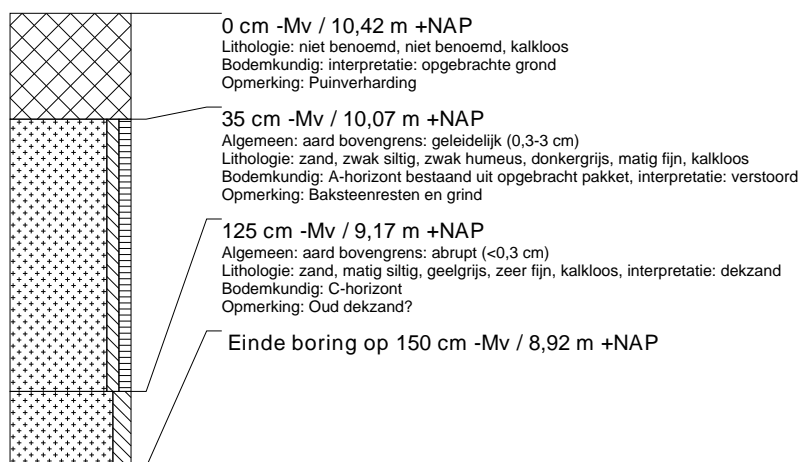 0 cm -Mv / 10,42 m +NAP
Lithologie: niet benoemd, niet benoemd, kalkloos
Bodemkundig: interpretatie: opgebrachte grond
Opmerking: Puinverharding
35 cm -Mv / 10,07 m +NAP
Algemeen: aard bovengrens: geleidelijk (0,3-3 cm)
Lithologie: zand, zwak siltig, zwak humeus, donkergrijs, matig fijn, kalkloos
Bodemkundig: A-horizont bestaand uit opgebracht pakket, interpretatie: verstoord
Opmerking: Baksteenresten en grind
125 cm -Mv / 9,17 m +NAP
Algemeen: aard bovengrens: abrupt (<0,3 cm)
Lithologie: zand, matig siltig, geelgrijs, zeer fijn, kalkloos, interpretatie: dekzand
Bodemkundig: C-horizont
Opmerking: Oud dekzand?
Einde boring op 150 cm -Mv / 8,92 m +NAP